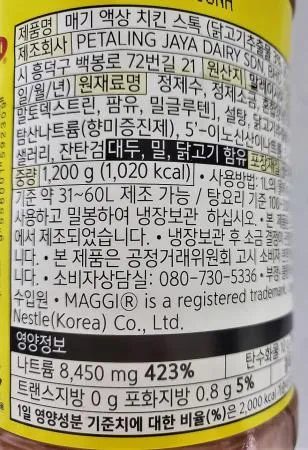 제품명 매기 액상 치킨 스톡 (닭고기추출물
제조회사 PETALING JAYA DAIRY SDN
시 흥덕구 백봉로 72번길 21 원산지 말레이
일/월/년) 원재료명 정제수, 정제소금,
말토덱스트린, 팜유, 밀글루텐), 설탕, 닭고기
탐산나트륨(향미증진제), 5'-이노신산이나트륨
샐러리, 잔탄검 대두, 밀, 닭고기 함유 포장재질
중량 1,200 g (1,020 kcal) • 사용방법: 1L의 물
기준 약 31~60L 제조 가능 / 탕요리 기준 100
사용하고 밀봉하여 냉장보관 하십시오. • 본
에서 제조되었습니다. • 냉장보관 후 소금 결정이
니다. • 본 제품은 공정거래위원회 고시 소비자
니다. • 소비자상담실: 080-730-5336 • 부정
수입원 • MAGGI® is a registered trademark
Nestle(Korea) Co., Ltd.
영양정보
나트륨 8,450 mg 423% 탄수화물
트랜스지방 0 g 포화지방 0.8 g 5%
1일 영양성분 기준치에 대한 비율(%)은 2,000 kcal